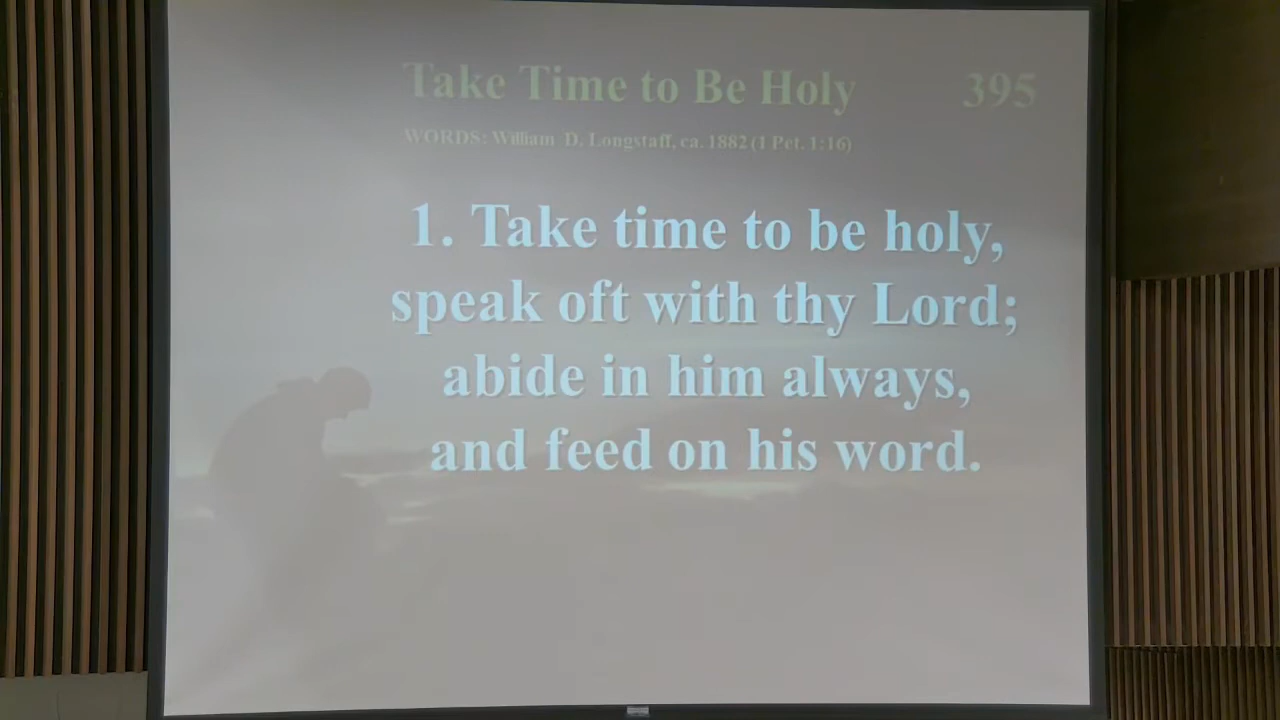 Take Time to Be Holy 395
WORDS: William D. Longstaff, ca. 1882 (1 Pet. 1:16)
1. Take time to be holy,
speak oft with thy Lord;
abide in him always,
and feed on his word.